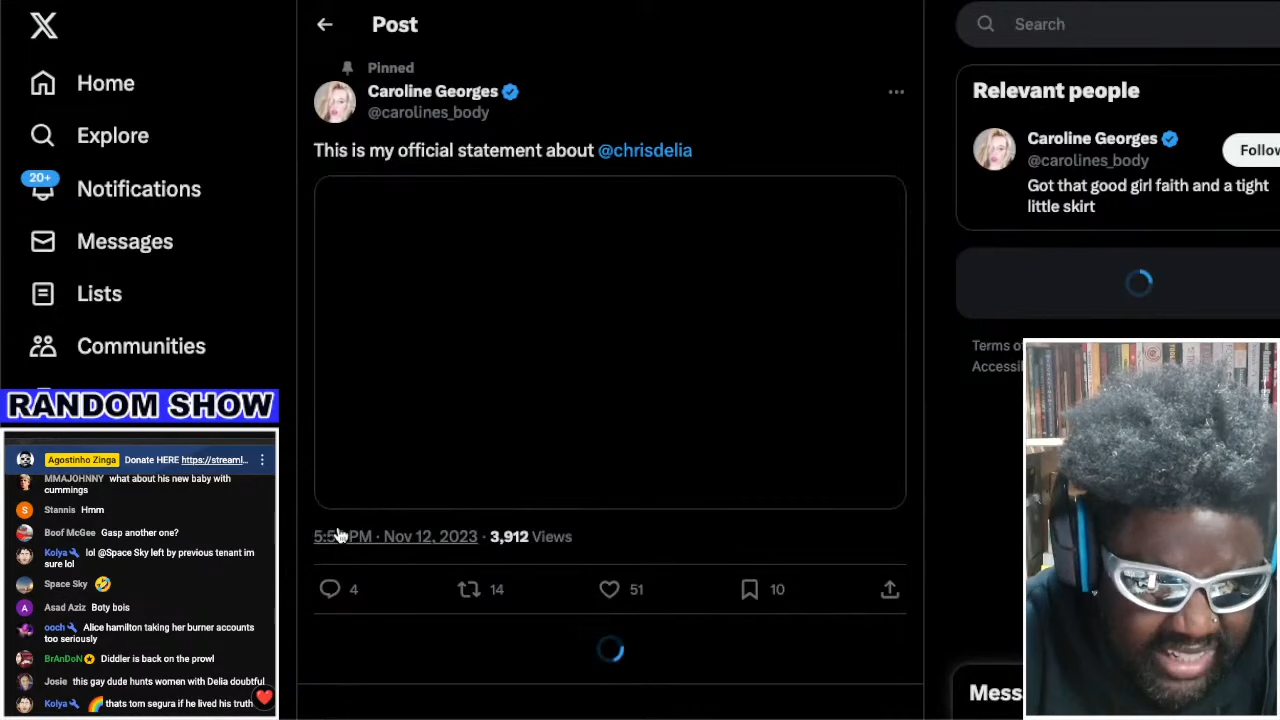 Home
Explore
20+
Notifications
Messages
Lists
Communities
Post
Pinned
Caroline Georges
@carolines_body
This is my official statement about @chrisdelia
PM · Nov 12, 2023 · 3,912 Views
4
14
51
10
Search
Relevant people
Caroline Georges
@carolines_body
Follow
Got that good girl faith and a tight
little skirt
Terms of
Accessi
Mess
RANDOM SHOW
Agostinho Zinga Donate HERE https://streaml...
MMAJOHNNY what about his new baby with
cummings
Stannis Hmm
Boof McGee Gasp another one?
Kolya lol @Space Sky left by previous tenant im
sure lol
Space Sky 🤣
Asad Aziz Boty bois
ooch Alice hamilton taking her burner accounts
too seriously
BrAnDoN Diddler is back on the prowl
Josie this gay dude hunts women with Delia doubtful
Kolya 🌈 thats tom segura if he lived his truth